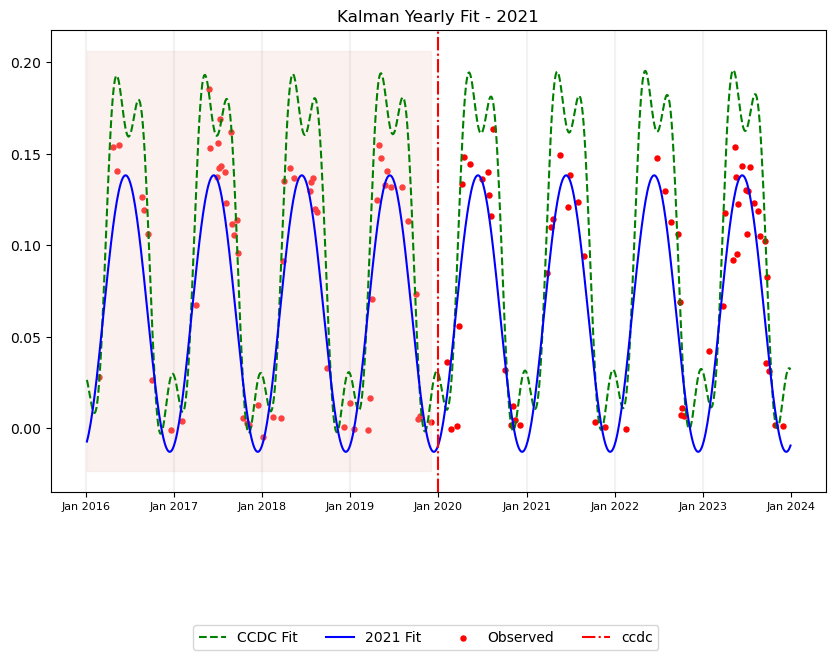 Kalman Yearly Fit - 2021
0.20
0.15
0.10
0.05
0.00
Jan 2016 Jan 2017 Jan 2018 Jan 2019 Jan 2020 Jan 2021 Jan 2022 Jan 2023 Jan 2024
CCDC Fit 2021 Fit Observed ccdc